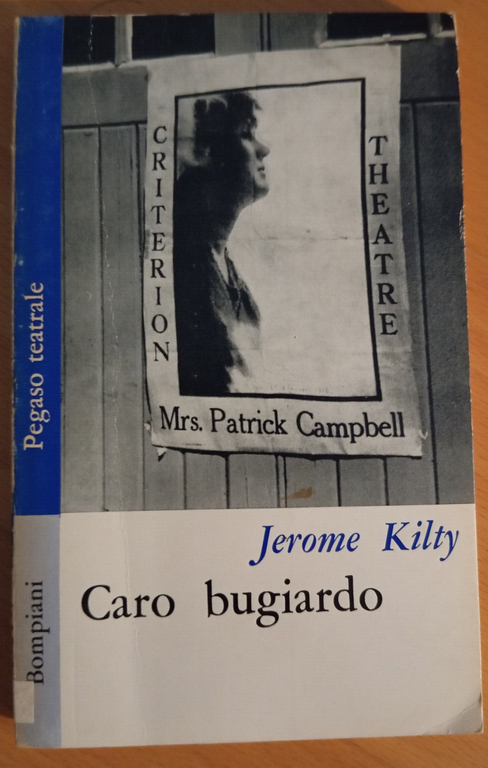 CRITERION
THEATRE
Mrs. Patrick Campbell
Pegaso teatrale
Jerome Kilty
Caro bugiardo
Bompiani